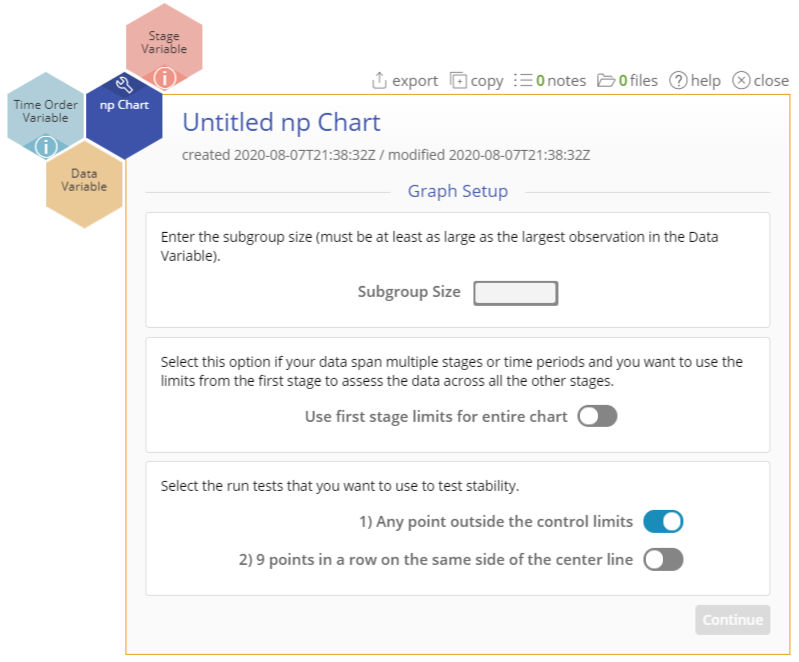 Stage
Variable
Time Order
Variable
np Chart
Data
Variable
export copy 0 notes 0 files help close
Untitled np Chart
created 2020-08-07T21:38:32Z / modified 2020-08-07T21:38:32Z
Graph Setup
Enter the subgroup size (must be at least as large as the largest observation in the Data
Variable).
Subgroup Size
Select this option if your data span multiple stages or time periods and you want to use the
limits from the first stage to assess the data across all the other stages.
Use first stage limits for entire chart
Select the run tests that you want to use to test stability.
1) Any point outside the control limits
2) 9 points in a row on the same side of the center line
Continue